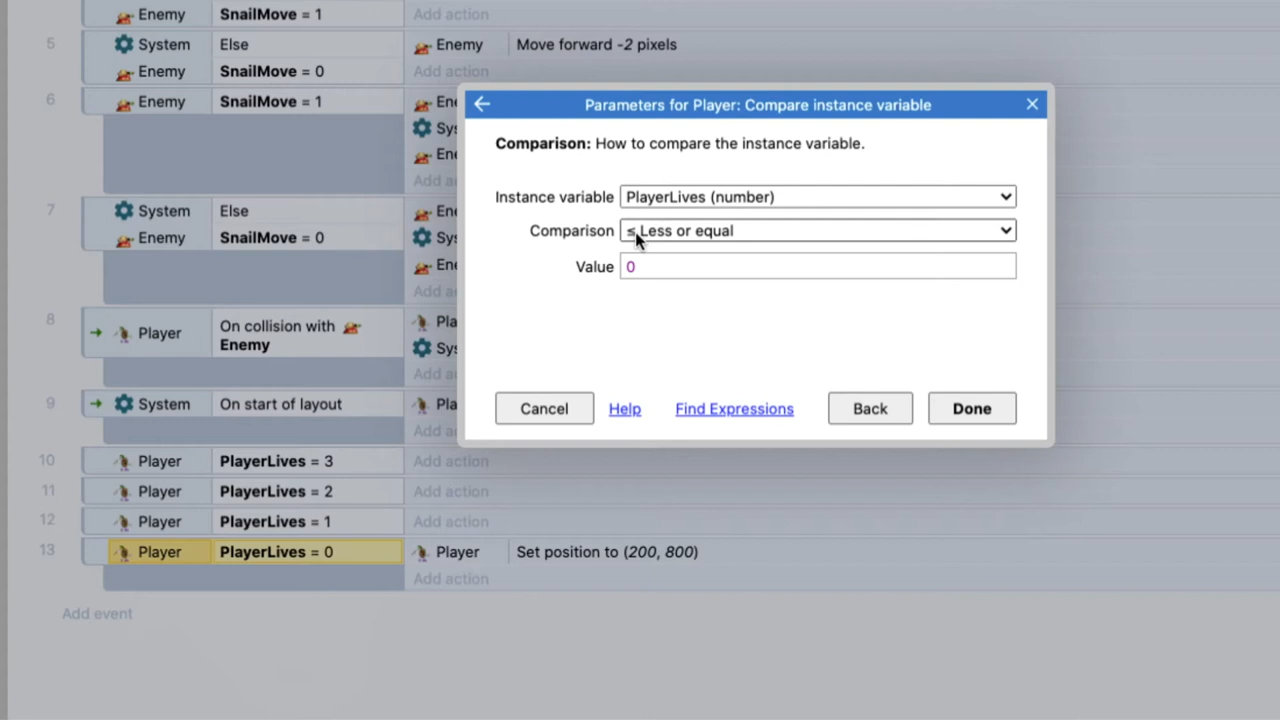 Enemy SnailMove = 1 Add action
5 System Else Enemy Move forward -2 pixels
Enemy SnailMove = 0 Add action
6 Enemy SnailMove = 1
7 System Else
Enemy SnailMove = 0
8 Player On collision with
Enemy
9 System On start of layout
10 Player PlayerLives = 3 Add action
11 Player PlayerLives = 2 Add action
12 Player PlayerLives = 1 Add action
13 Player PlayerLives = 0 Player Set position to (200, 800)
Add action
Add event
Parameters for Player: Compare instance variable
Comparison: How to compare the instance variable.
Instance variable PlayerLives (number)
Comparison ≤ Less or equal
Value 0
Cancel Help Find Expressions Back Done